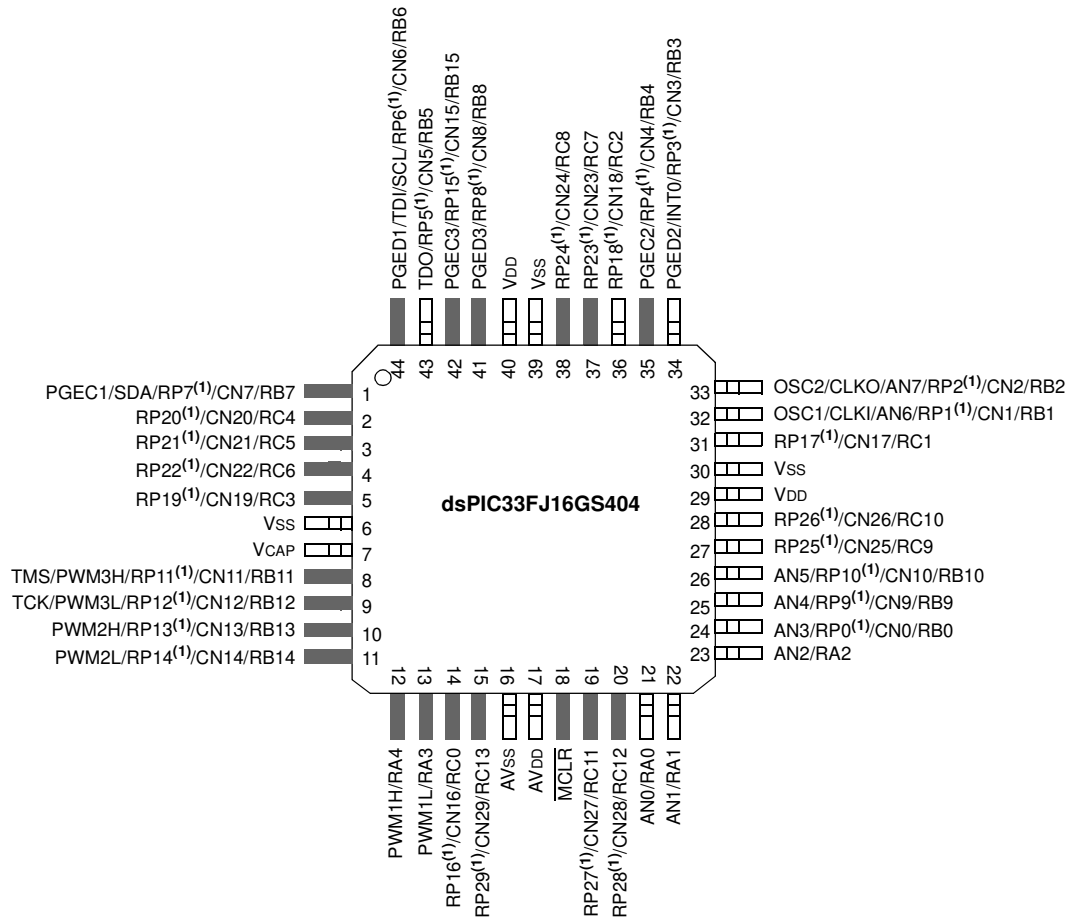 PGED1/TDI/SCL/RP6(1)/CN6/RB6
TDO/RP5(1)/CN5/RB5
PGEC3/RP15(1)/CN15/RB15
PGED3/RP8(1)/CN8/RB8
VDD
VSS
RP24(1)/CN24/RC8
RP23(1)/CN23/RC7
RP18(1)/CN18/RC2
PGEC2/RP4(1)/CN4/RB4
PGED2/INT0/RP3(1)/CN3/RB3
44
43
42
41
40
39
38
37
36
35
34
PGEC1/SDA/RP7(1)/CN7/RB7 1
RP20(1)/CN20/RC4 2
RP21(1)/CN21/RC5 3
RP22(1)/CN22/RC6 4
RP19(1)/CN19/RC3 5
VSS 6
VCAP 7
TMS/PWM3H/RP11(1)/CN11/RB11 8
TCK/PWM3L/RP12(1)/CN12/RB12 9
PWM2H/RP13(1)/CN13/RB13 10
PWM2L/RP14(1)/CN14/RB14 11
dsPIC33FJ16GS404
33 OSC2/CLKO/AN7/RP2(1)/CN2/RB2
32 OSC1/CLKI/AN6/RP1(1)/CN1/RB1
31 RP17(1)/CN17/RC1
30 VSS
29 VDD
28 RP26(1)/CN26/RC10
27 RP25(1)/CN25/RC9
26 AN5/RP10(1)/CN10/RB10
25 AN4/RP9(1)/CN9/RB9
24 AN3/RP0(1)/CN0/RB0
23 AN2/RA2
12
13
14
15
16
17
18
19
20
21
22
PWM1H/RA4
PWM1L/RA3
RP16(1)/CN16/RC0
RP29(1)/CN29/RC13
AVSS
AVDD
MCLR
RP27(1)/CN27/RC11
RP28(1)/CN28/RC12
AN0/RA0
AN1/RA1